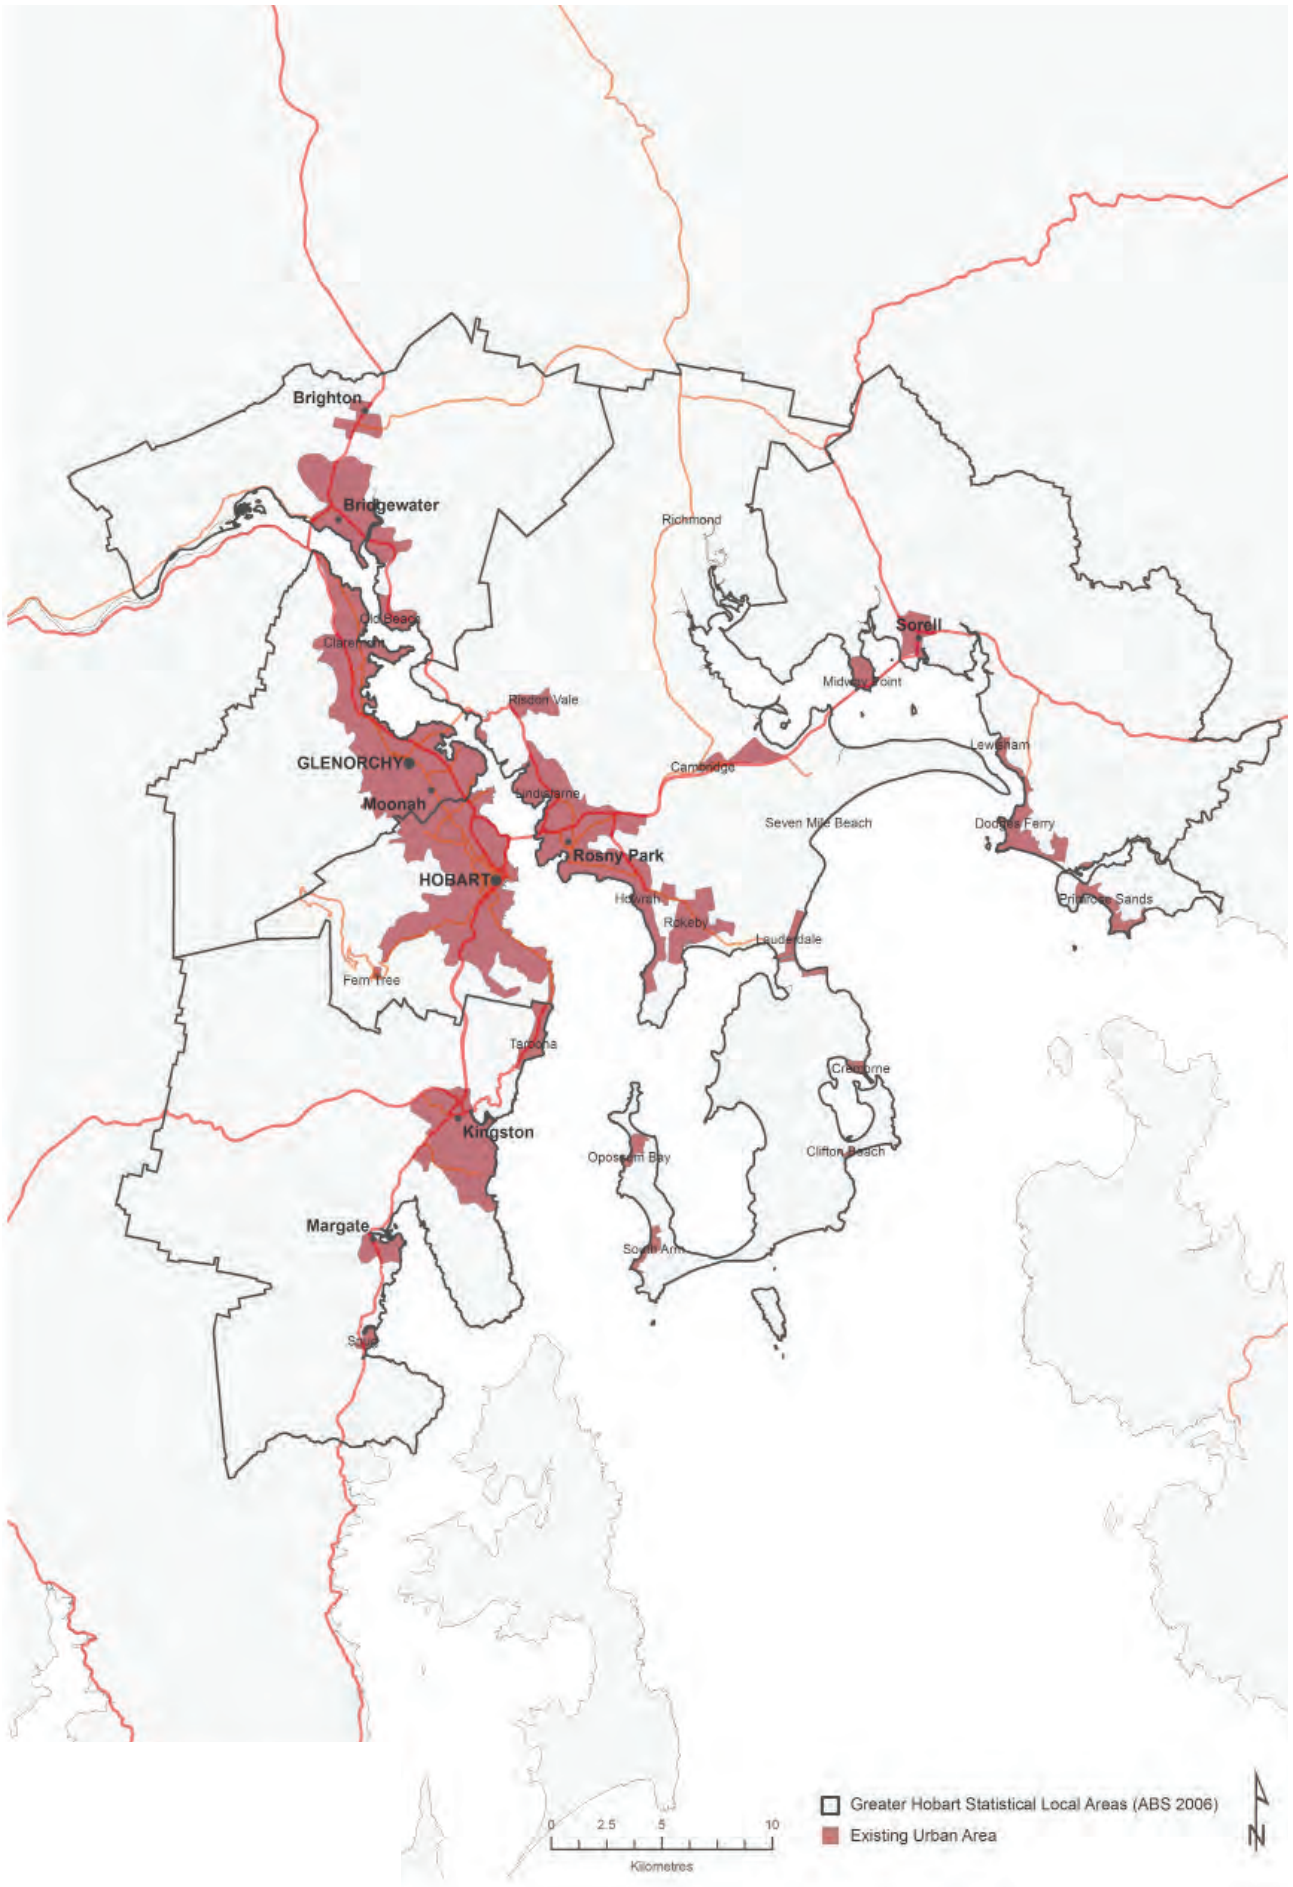 Brighton
Bridgewater
Richmond
Old Beach
Sorell
Claremont
Midway Point
Risdon Vale
Lewisham
GLENORCHY
Cambridge
Lindisfarne
Moonah
Seven Mile Beach
Dodges Ferry
Rosny Park
HOBART
Howrah
Primrose Sands
Rokeby
Lauderdale
Fern Tree
Taroona
Cremorne
Kingston
Clifton Beach
Opossum Bay
Margate
South Arm
Greater Hobart Statistical Local Areas (ABS 2006)
0 2.5 5 10
Existing Urban Area
Kilometres
N